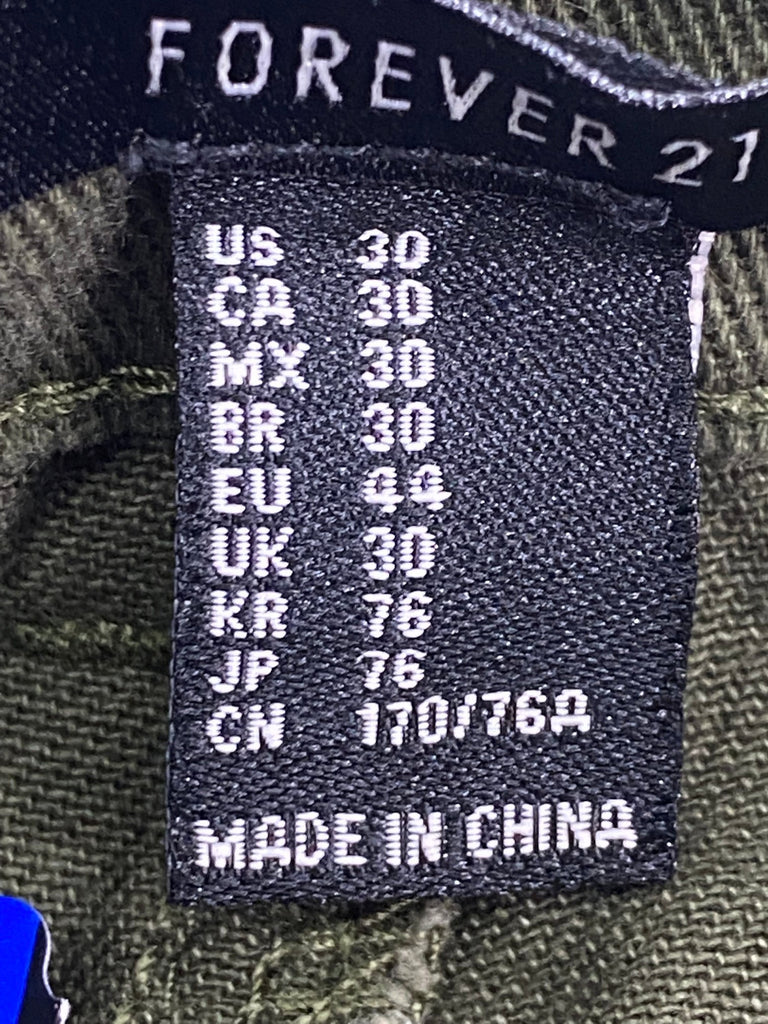 FOREVER 21
US 30
CA 30
MX 30
BR 30
EU 44
UK 30
KR 76
JP 76
CN 170/76A
MADE IN CHINA